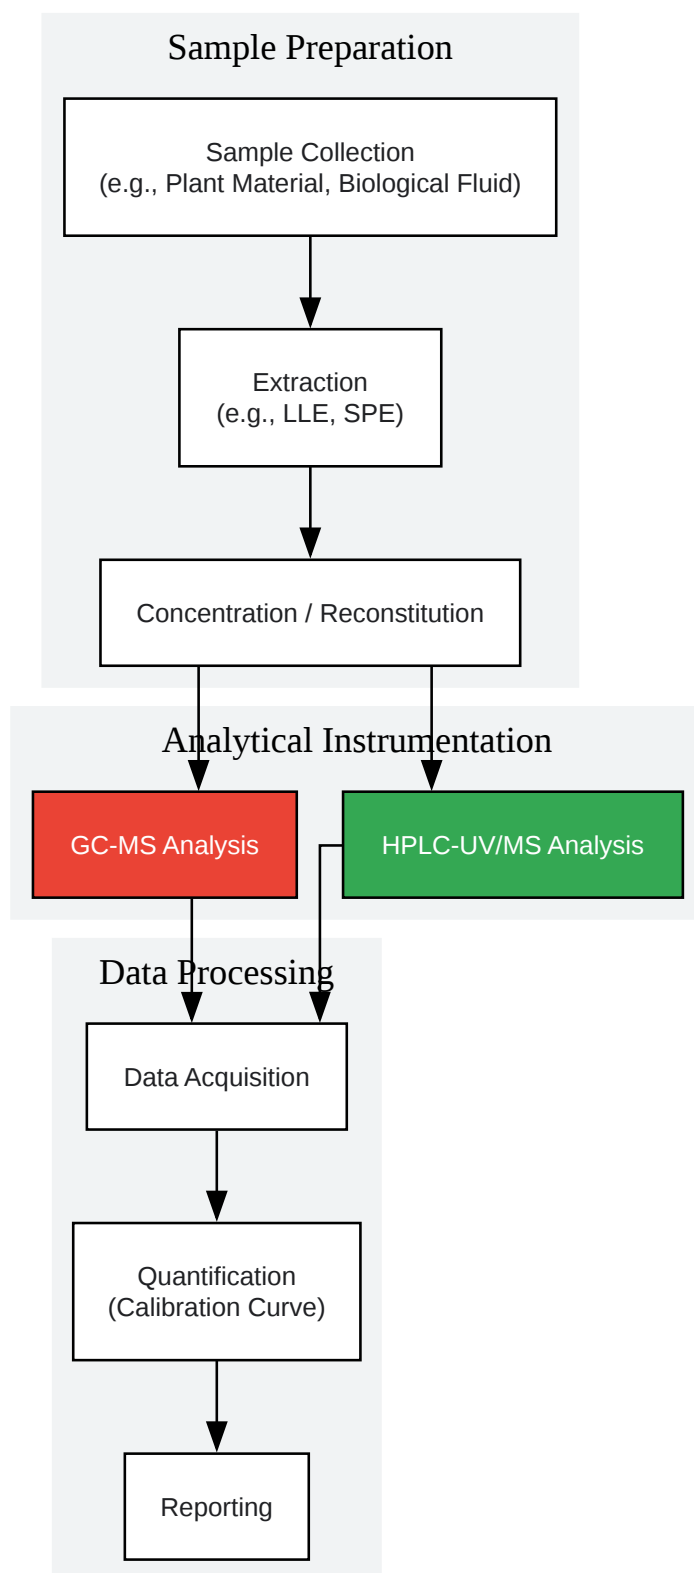 Sample Preparation
Sample Collection
(e.g., Plant Material, Biological Fluid)
Extraction
(e.g., LLE, SPE)
Concentration / Reconstitution
Analytical Instrumentation
GC-MS Analysis
HPLC-UV/MS Analysis
Data Processing
Data Acquisition
Quantification
(Calibration Curve)
Reporting